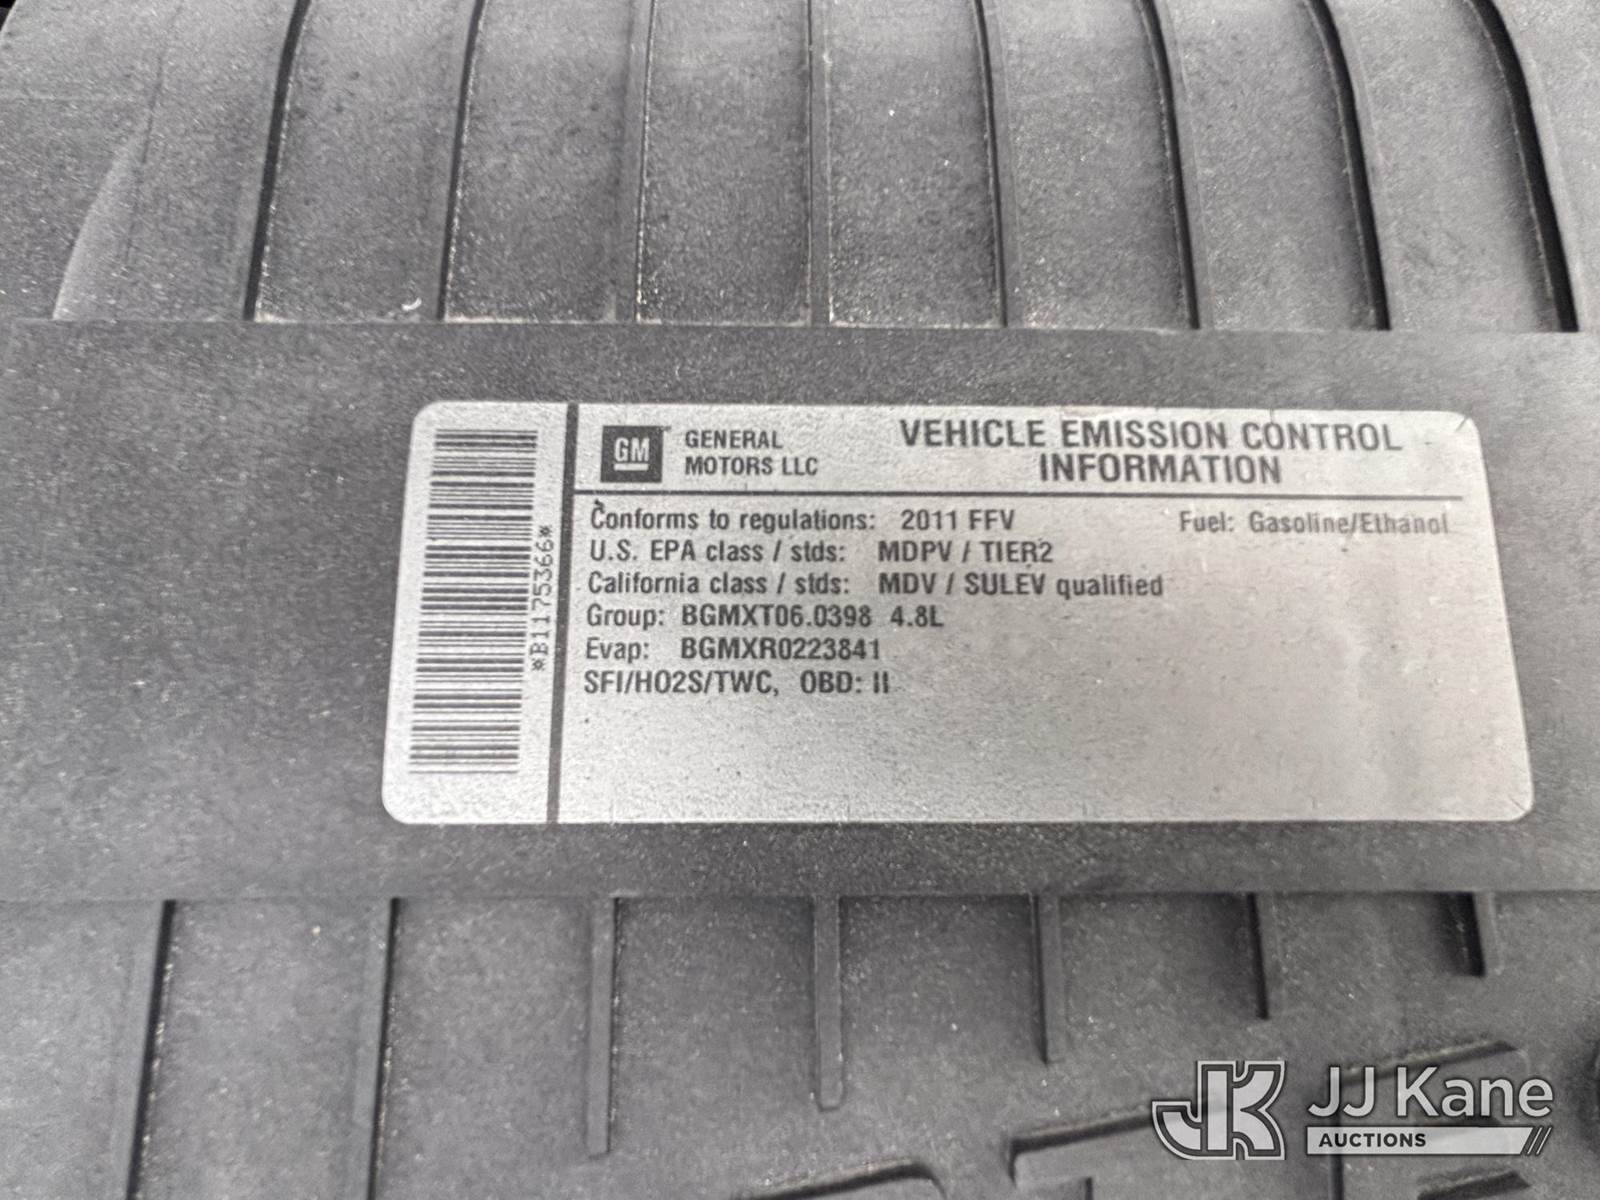 GM
GENERAL
MOTORS LLC
VEHICLE EMISSION CONTROL
INFORMATION
Conforms to regulations: 2011 FFV Fuel: Gasoline/Ethanol
U.S. EPA class / stds: MDPV / TIER2
California class / stds: MDV / SULEV qualified
Group: BGMXT06.0398 4.8L
Evap: BGMXR0223841
SFI/HO2S/TWC, OBD: II
*B1175366*
JK JJ Kane
AUCTIONS